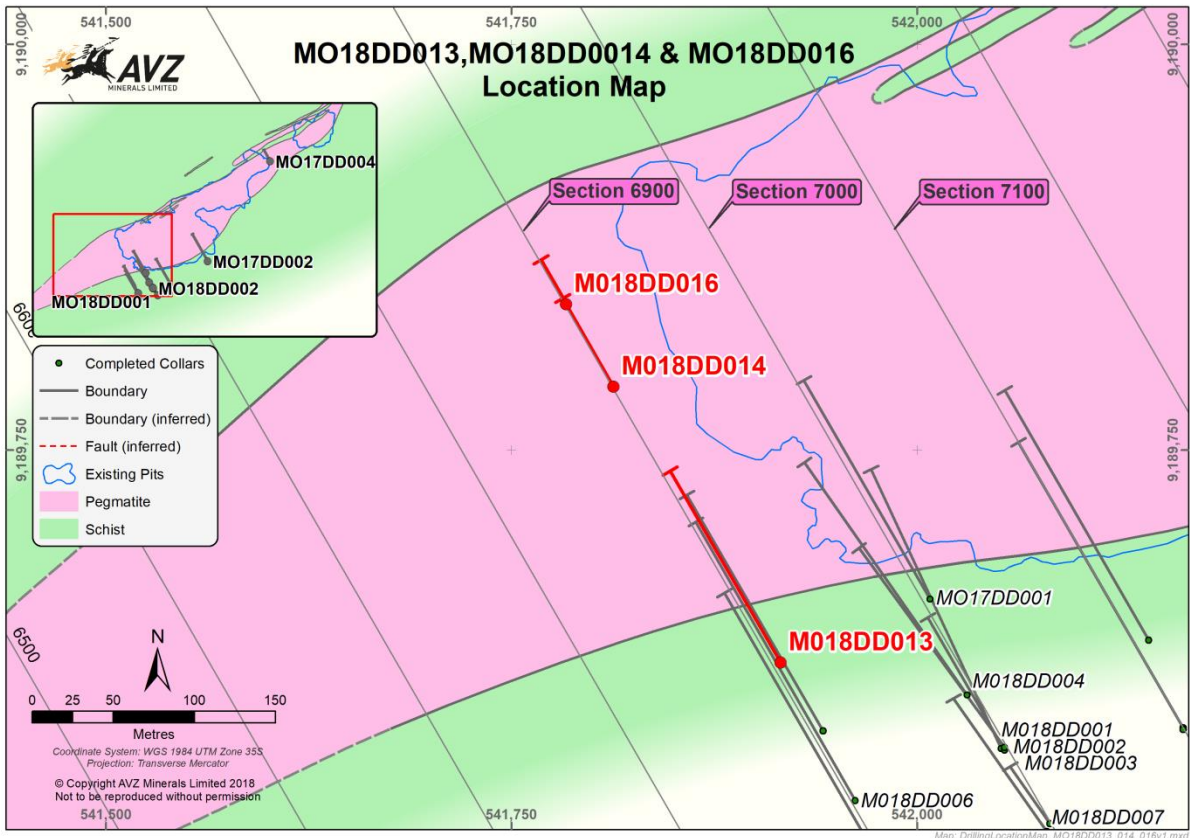 541,500
541,750
542,000
9,190,000
9,190,000
AVZ
MINERALS LIMITED
MO18DD013,MO18DD0014 & MO18DD016
Location Map
MO17DD004
MO17DD002
MO18DD002
MO18DD001
Section 6900
Section 7000
Section 7100
M018DD016
M018DD014
6600
Completed Collars
Boundary
Boundary (inferred)
Fault (inferred)
Existing Pits
Pegmatite
Schist
9,189,750
9,189,750
MO17DD001
M018DD013
M018DD004
6500
N
0 25 50 100 150
Metres
Coordinate System: WGS 1984 UTM Zone 35S
Projection: Transverse Mercator
© Copyright AVZ Minerals Limited 2018
Not to be reproduced without permission
M018DD001
M018DD002
M018DD003
M018DD006
M018DD007
541,500
541,750
542,000
Map: DrillingLocationMap_MO18DD013_014_016v1.mxd